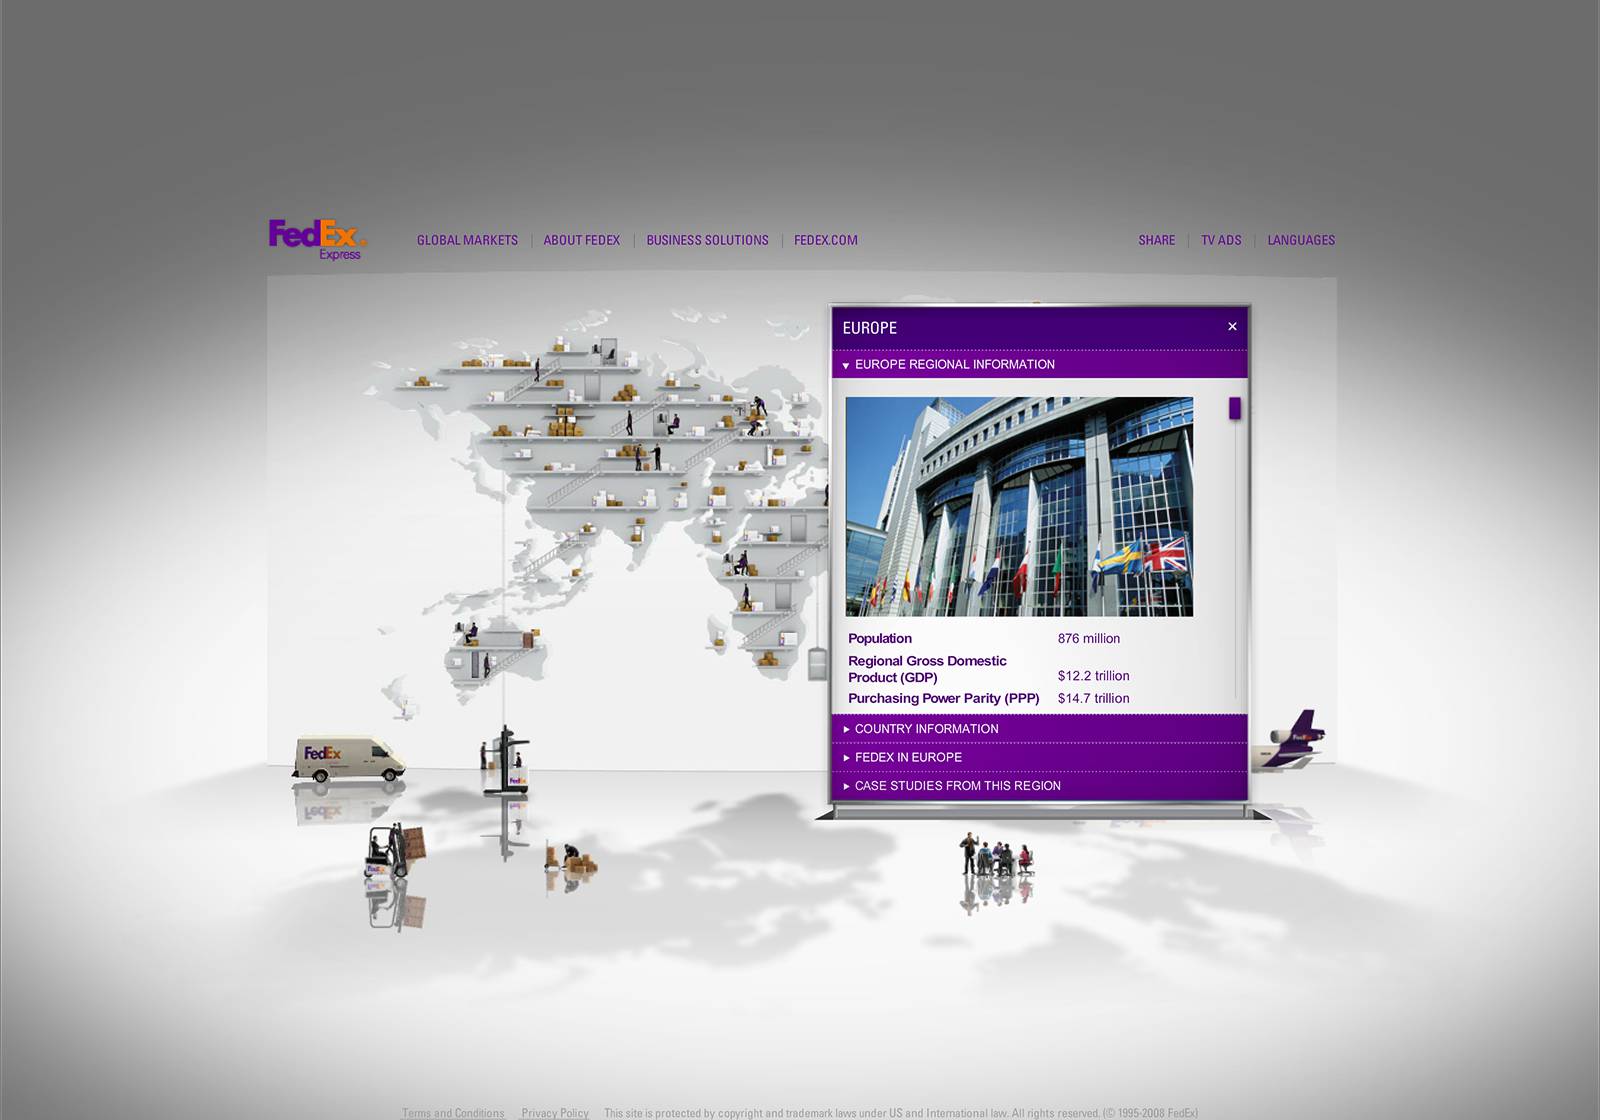 FedEx
Express
GLOBAL MARKETS
ABOUT FEDEX
BUSINESS SOLUTIONS
FEDEX.COM
SHARE
TV ADS
LANGUAGES
EUROPE
EUROPE REGIONAL INFORMATION
Population 876 million
Regional Gross Domestic
Product (GDP) $12.2 trillion
Purchasing Power Parity (PPP) $14.7 trillion
COUNTRY INFORMATION
FEDEX IN EUROPE
CASE STUDIES FROM THIS REGION
FedEx
FedEx
FedEx
FedEx
Terms and Conditions Privacy Policy This site is protected by copyright and trademark laws under US and International law. All rights reserved. (© 1995-2008 FedEx)